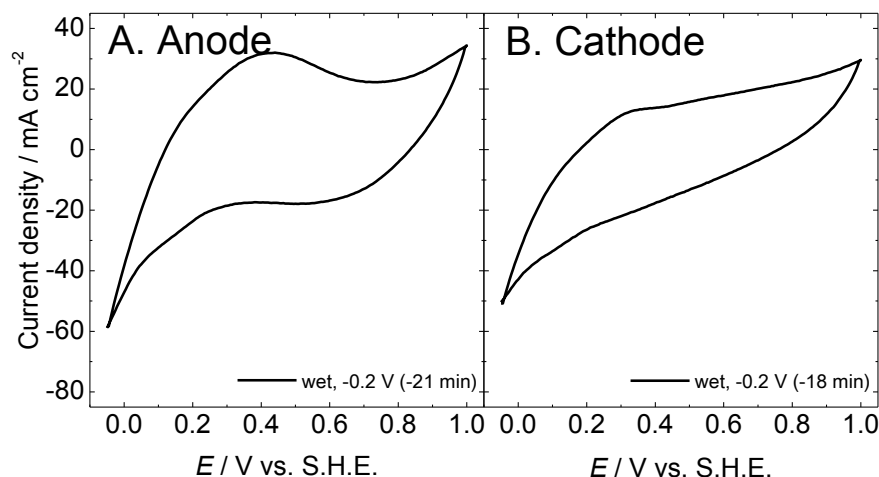 A. Anode
B. Cathode
Current density / mA cm⁻²
40
20
0
-20
-40
-60
-80
wet, -0.2 V (-21 min)
wet, -0.2 V (-18 min)
0.0 0.2 0.4 0.6 0.8 1.0
0.0 0.2 0.4 0.6 0.8 1.0
E / V vs. S.H.E.
E / V vs. S.H.E.